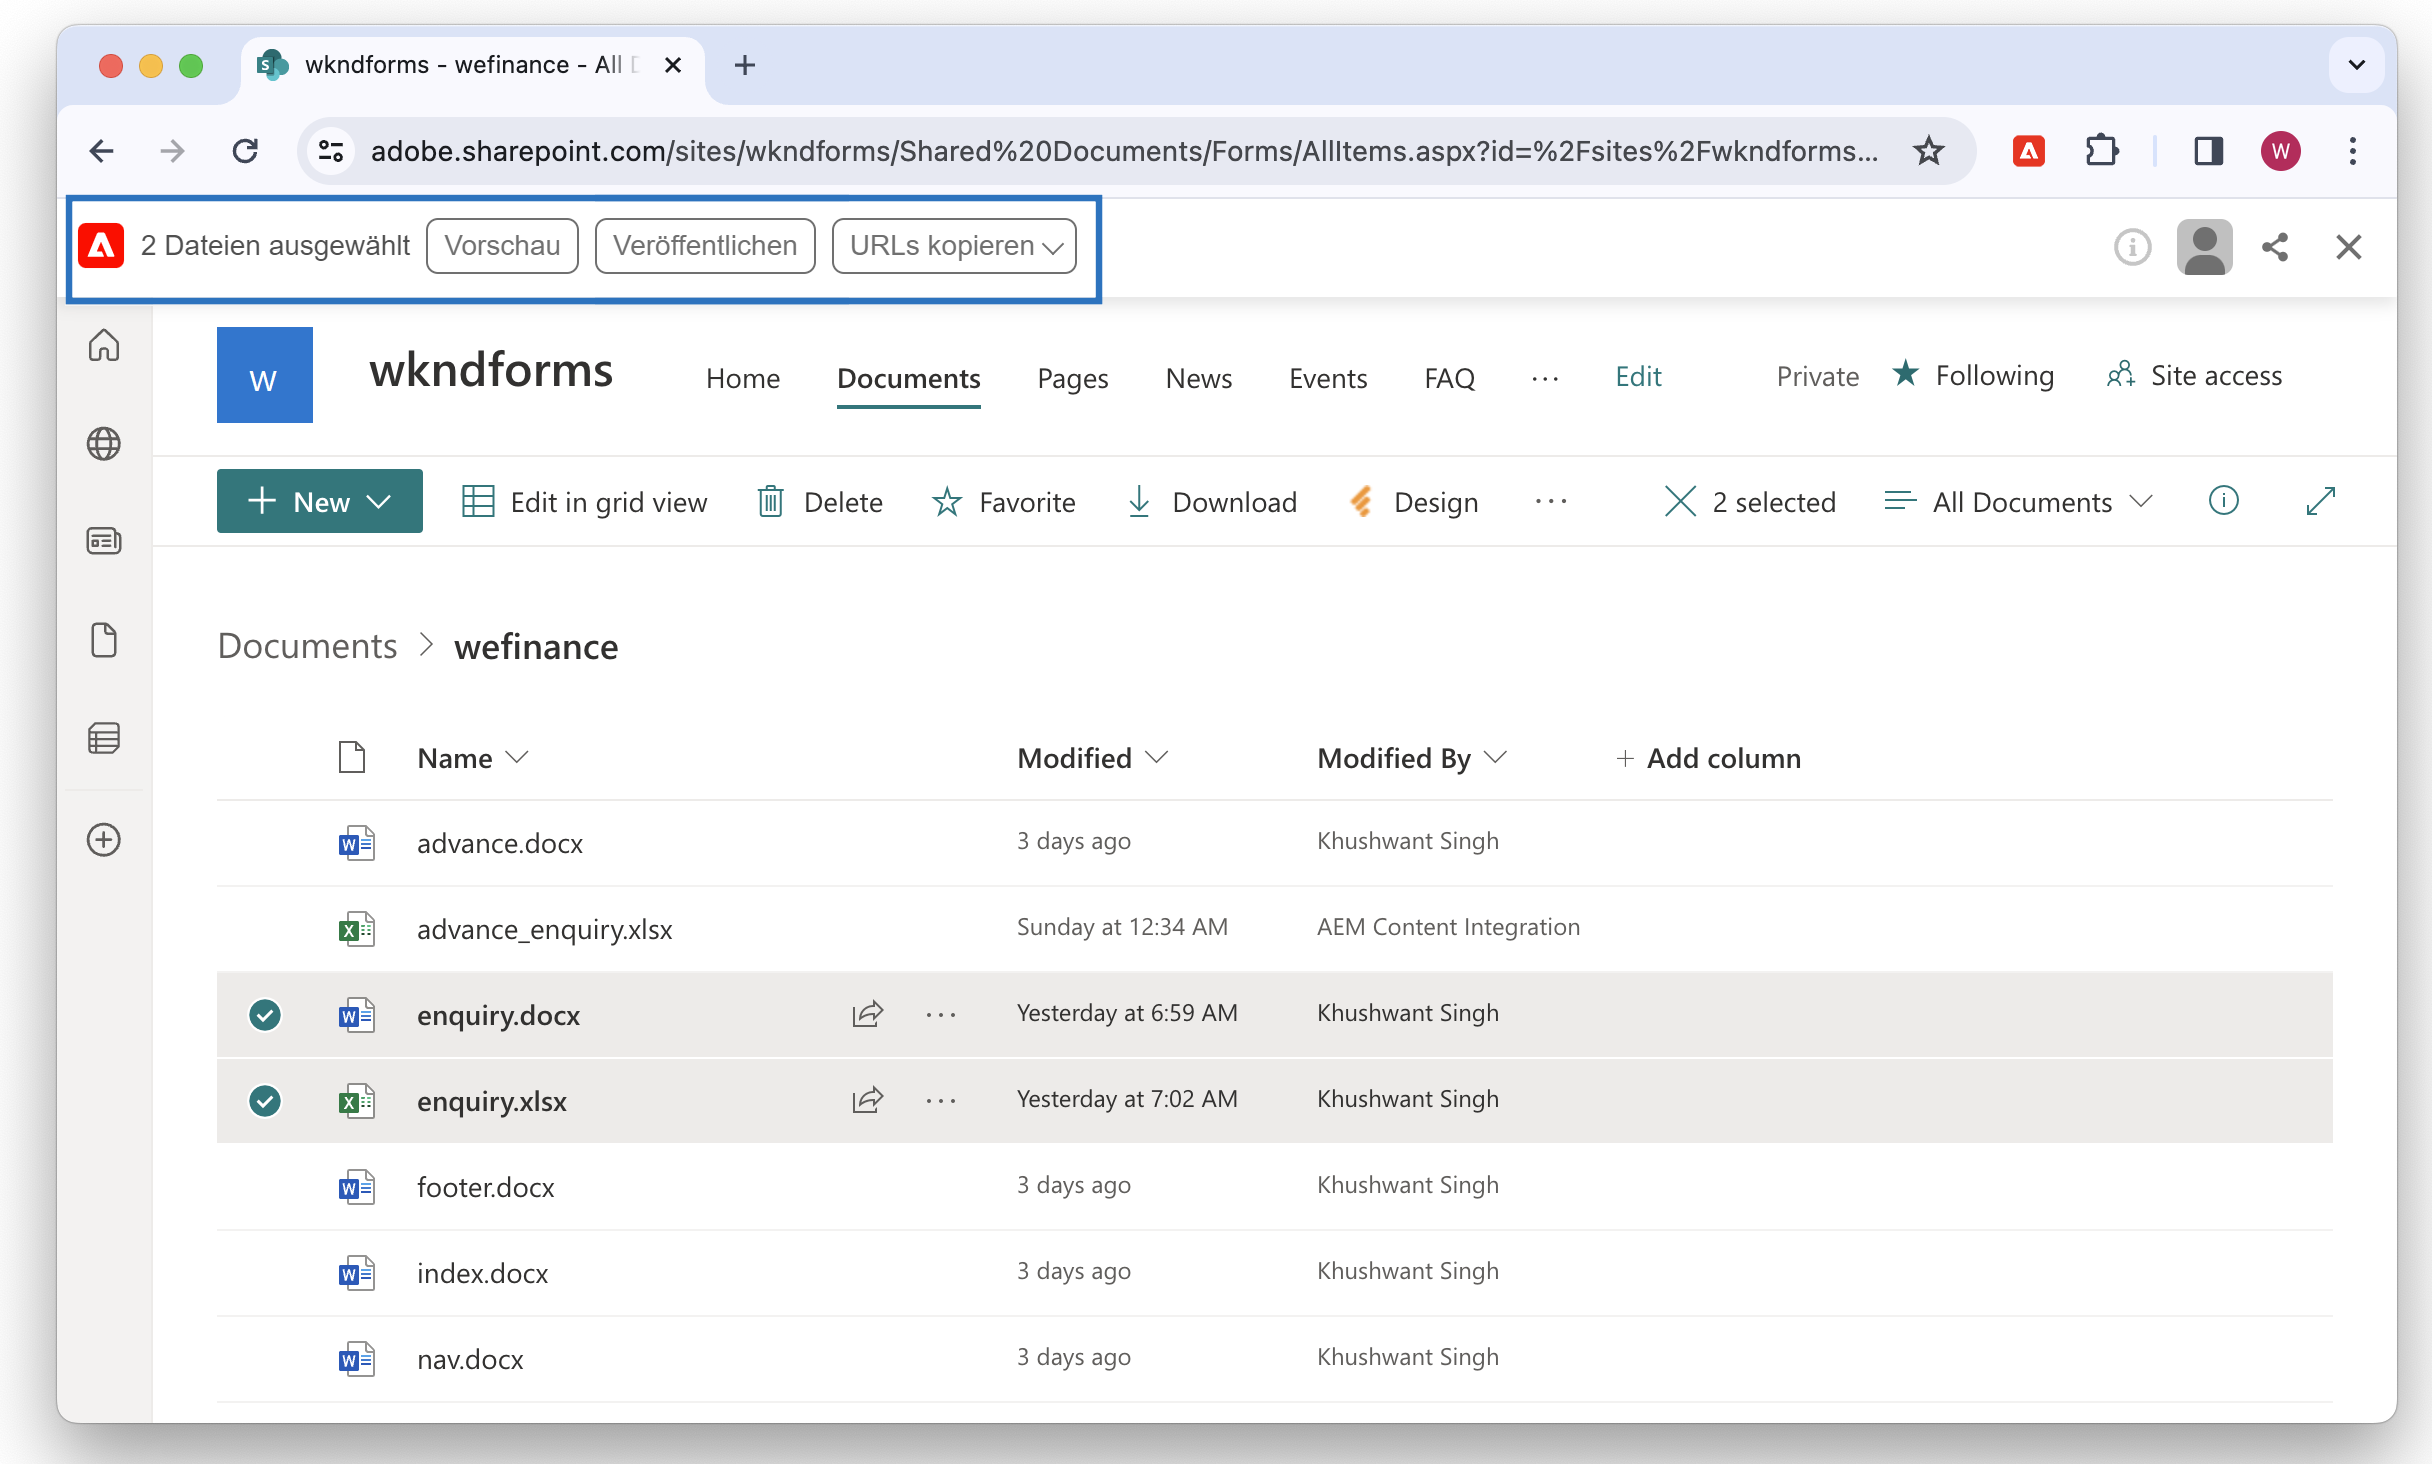 wkndforms - wefinance - All
adobe.sharepoint.com/sites/wkndforms/Shared%20Documents/Forms/AllItems.aspx?id=%2Fsites%2Fwkndforms...
W
2 Dateien ausgewählt Vorschau Veröffentlichen URLs kopieren
W wkndforms Home Documents Pages News Events FAQ ··· Edit Private Following Site access
New Edit in grid view Delete Favorite Download Design ··· 2 selected All Documents
Documents > wefinance
Name Modified Modified By + Add column
advance.docx 3 days ago Khushwant Singh
advance_enquiry.xlsx Sunday at 12:34 AM AEM Content Integration
enquiry.docx ··· Yesterday at 6:59 AM Khushwant Singh
enquiry.xlsx ··· Yesterday at 7:02 AM Khushwant Singh
footer.docx 3 days ago Khushwant Singh
index.docx 3 days ago Khushwant Singh
nav.docx 3 days ago Khushwant Singh